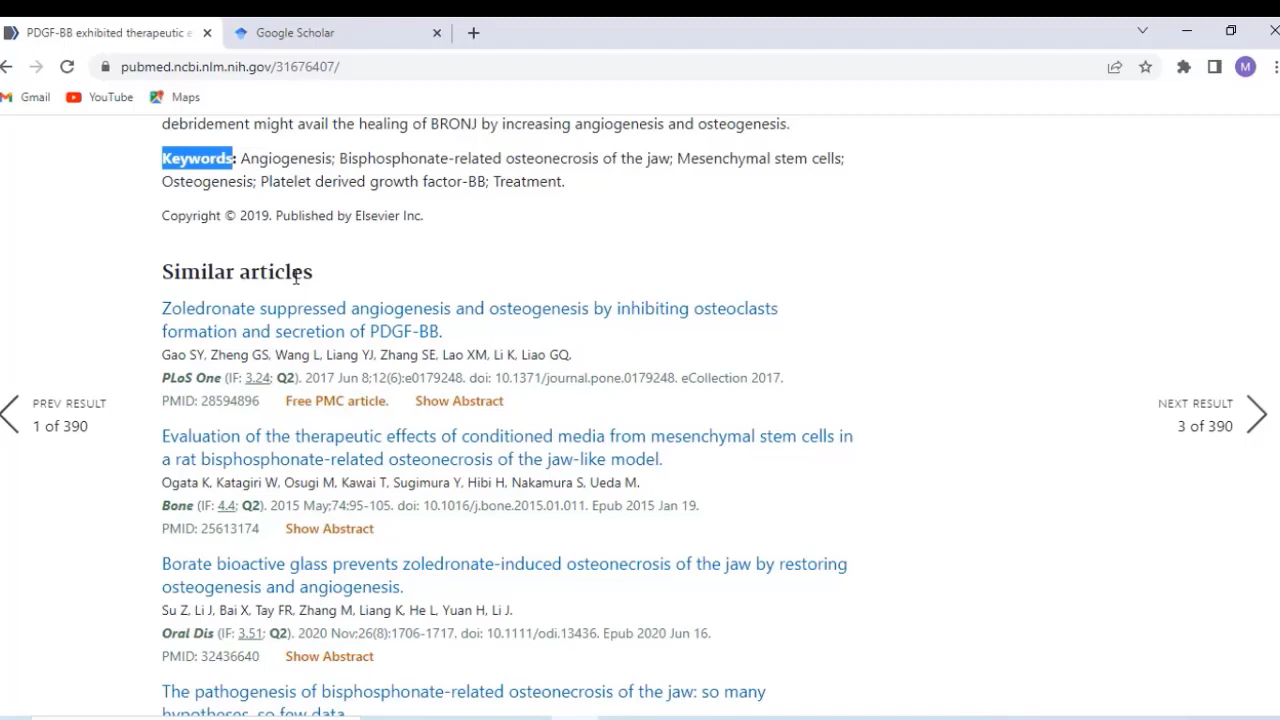 PDGF-BB exhibited therapeutic e
Google Scholar
pubmed.ncbi.nlm.nih.gov/31676407/
M
Gmail
YouTube
Maps
debridement might avail the healing of BRONJ by increasing angiogenesis and osteogenesis.
Keywords: Angiogenesis; Bisphosphonate-related osteonecrosis of the jaw; Mesenchymal stem cells;
Osteogenesis; Platelet derived growth factor-BB; Treatment.
Copyright © 2019. Published by Elsevier Inc.
Similar articles
Zoledronate suppressed angiogenesis and osteogenesis by inhibiting osteoclasts
formation and secretion of PDGF-BB.
Gao SY, Zheng GS, Wang L, Liang YJ, Zhang SE, Lao XM, Li K, Liao GQ.
PLoS One (IF: 3.24; Q2). 2017 Jun 8;12(6):e0179248. doi: 10.1371/journal.pone.0179248. eCollection 2017.
PMID: 28594896 Free PMC article. Show Abstract
PREV RESULT
1 of 390
NEXT RESULT
3 of 390
Evaluation of the therapeutic effects of conditioned media from mesenchymal stem cells in
a rat bisphosphonate-related osteonecrosis of the jaw-like model.
Ogata K, Katagiri W, Osugi M, Kawai T, Sugimura Y, Hibi H, Nakamura S, Ueda M.
Bone (IF: 4.4; Q2). 2015 May;74:95-105. doi: 10.1016/j.bone.2015.01.011. Epub 2015 Jan 19.
PMID: 25613174 Show Abstract
Borate bioactive glass prevents zoledronate-induced osteonecrosis of the jaw by restoring
osteogenesis and angiogenesis.
Su Z, Li J, Bai X, Tay FR, Zhang M, Liang K, He L, Yuan H, Li J.
Oral Dis (IF: 3.51; Q2). 2020 Nov;26(8):1706-1717. doi: 10.1111/odi.13436. Epub 2020 Jun 16.
PMID: 32436640 Show Abstract
The pathogenesis of bisphosphonate-related osteonecrosis of the jaw: so many
hypotheses, so few data.